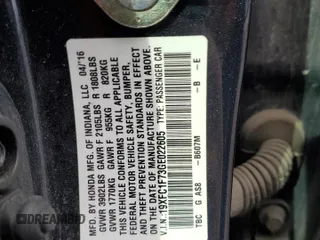 MFD. BY HONDA MFG. OF INDIANA, LLC 04/16
GVWR 3902LBS GAWR F 2105LBS R 1808LBS
GVWR 1770KG GAWR F 955KG R 820KG
THIS VEHICLE CONFORMS TO ALL APPLICABLE
FEDERAL MOTOR VEHICLE SAFETY, BUMPER,
AND THEFT PREVENTION STANDARDS IN EFFECT
ON THE DATE OF MANUFACTURE SHOWN ABOVE.
V.I.N.: 19XFC1F73GE022605 TYPE: PASSENGER CAR
B607M B E
TBC G AS8